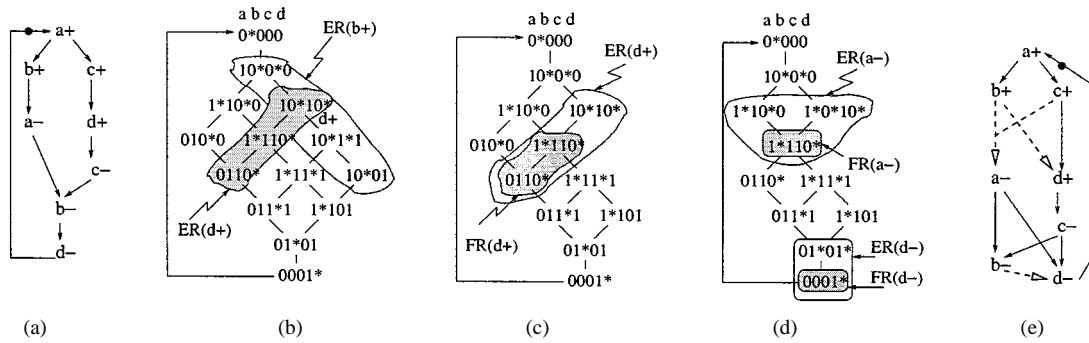 a+
b+
c+
a−
d+
c−
b−
d−
(a)
a b c d
ER(b+)
0*000
10*0*0
1*10*0 10*10*
d+
010*0 1*110* 10*1*1
0110* 1*11*1 10*01
ER(d+)
011*1 1*101
01*01
0001*
(b)
a b c d
0*000
ER(d+)
10*0*0
1*10*0 10*10*
010*0 1*110*
0110* 1*11*1
FR(d+)
011*1 1*101
01*01
0001*
(c)
a b c d
0*000
ER(a−)
10*0*0
1*10*0 1*0*10*
1*110*
FR(a−)
0110* 1*11*1
011*1 1*101
01*01*
ER(d−)
0001*
FR(d−)
(d)
a+
b+
c+
a−
d+
c−
b−
d−
(e)